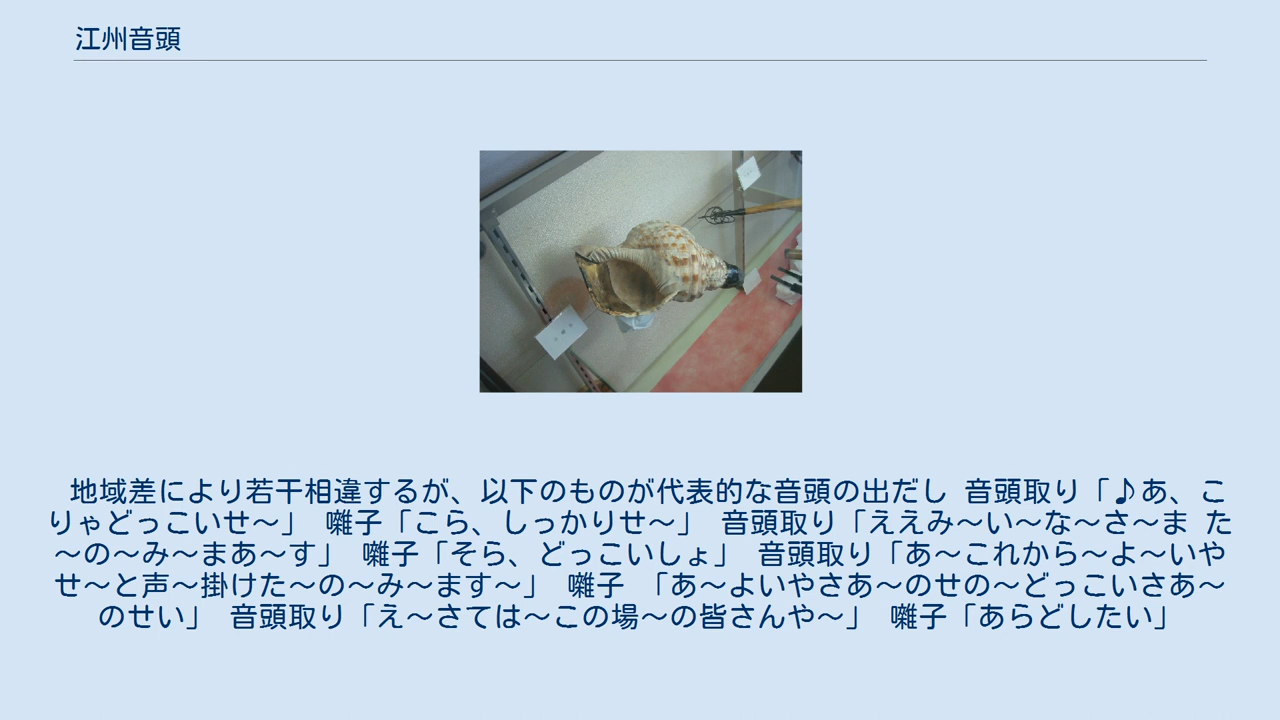 江州音頭
地域差により若干相違するが、以下のものが代表的な音頭の出だし 音頭取り「♪あ、こ
りゃどっこいせ～」 囃子「こら、しっかりせ～」 音頭取り「ええみ～い～な～さ～ま た
～の～み～まあ～す」 囃子「そら、どっこいしょ」 音頭取り「あ～これから～よ～いや
せ～と声～掛けた～の～み～ます～」 囃子 「あ～よいやさあ～のせの～どっこいさあ～
のせい」 音頭取り「え～さては～この場～の皆さんや～」 囃子「あらどしたい」